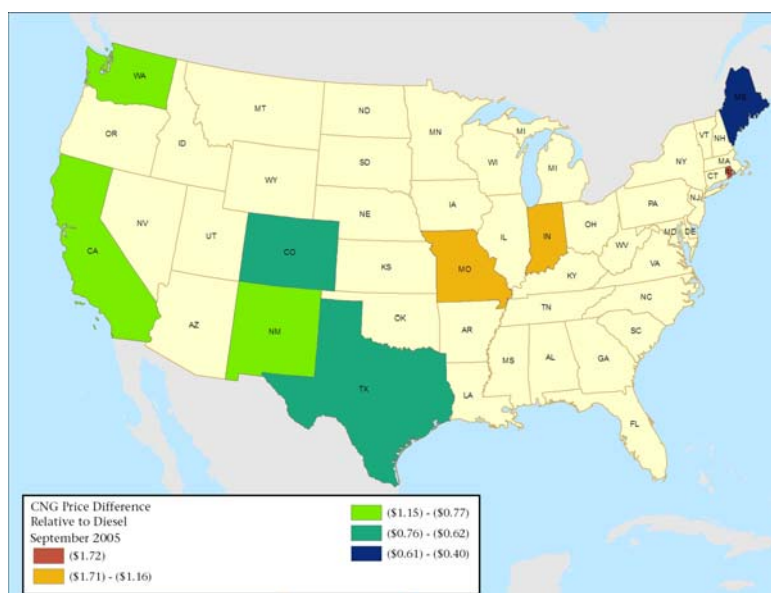 WA
MT
ND
MN
ME
OR
ID
SD
WI
MI
MI
VT
NH
NY
MA
CT
WY
NE
IA
PA
NJ
NV
UT
CO
KS
MO
IL
IN
OH
WV
MD
DE
VA
KY
CA
AZ
NM
OK
AR
TN
NC
SC
TX
LA
MS
AL
GA
FL
CNG Price Difference
Relative to Diesel
September 2005
($1.72)
($1.71) - ($1.16)
($1.15) - ($0.77)
($0.76) - ($0.62)
($0.61) - ($0.40)